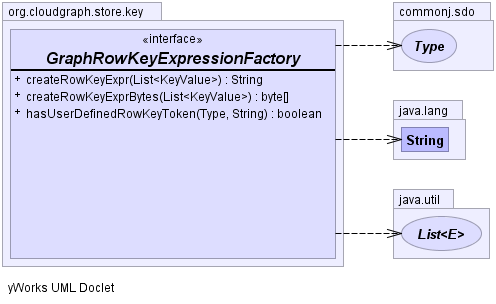 org.cloudgraph.store.key
«interface»
GraphRowKeyExpressionFactory
+ createRowKeyExpr(List<KeyValue>) : String
+ createRowKeyExprBytes(List<KeyValue>) : byte[]
+ hasUserDefinedRowKeyToken(Type, String) : boolean
commonj.sdo
Type
java.lang
String
java.util
List<E>
yWorks UML Doclet